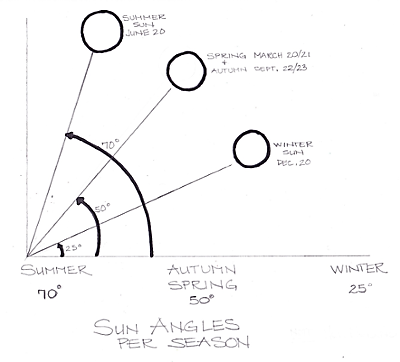 SUMMER
SUN
JUNE 20
SPRING MARCH 20/21
+
AUTUMN SEPT. 22/23
70°
WINTER
SUN
DEC. 20
50°
25°
SUMMER
70°
AUTUMN
SPRING
50°
WINTER
25°
SUN ANGLES
PER SEASON